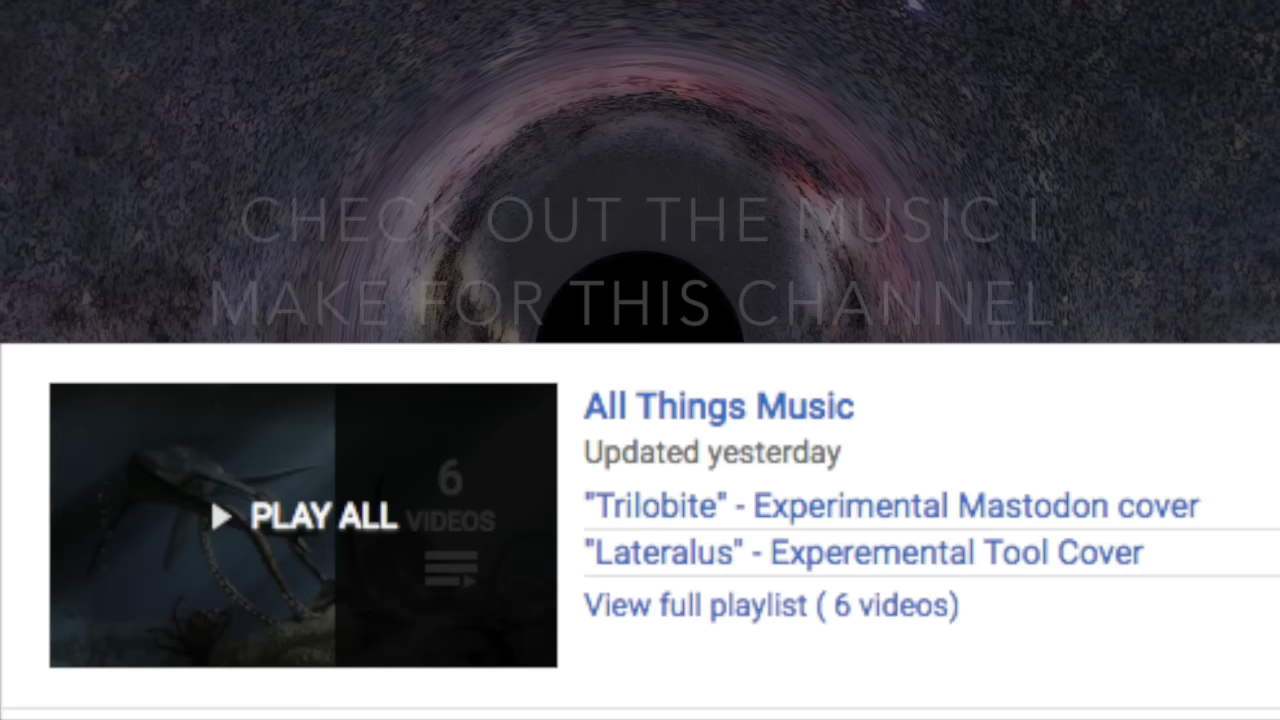 CHECK OUT THE MUSIC I
MAKE FOR THIS CHANNEL.
6
VIDEOS
PLAY ALL
All Things Music
Updated yesterday
"Trilobite" - Experimental Mastodon cover
"Lateralus" - Experemental Tool Cover
View full playlist ( 6 videos)